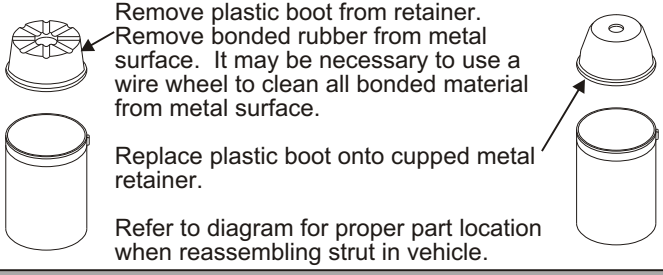 Remove plastic boot from retainer.
Remove bonded rubber from metal
surface.  It may be necessary to use a
wire wheel to clean all bonded material
from metal surface.
Replace plastic boot onto cupped metal
retainer.
Refer to diagram for proper part location
when reassembling strut in vehicle.